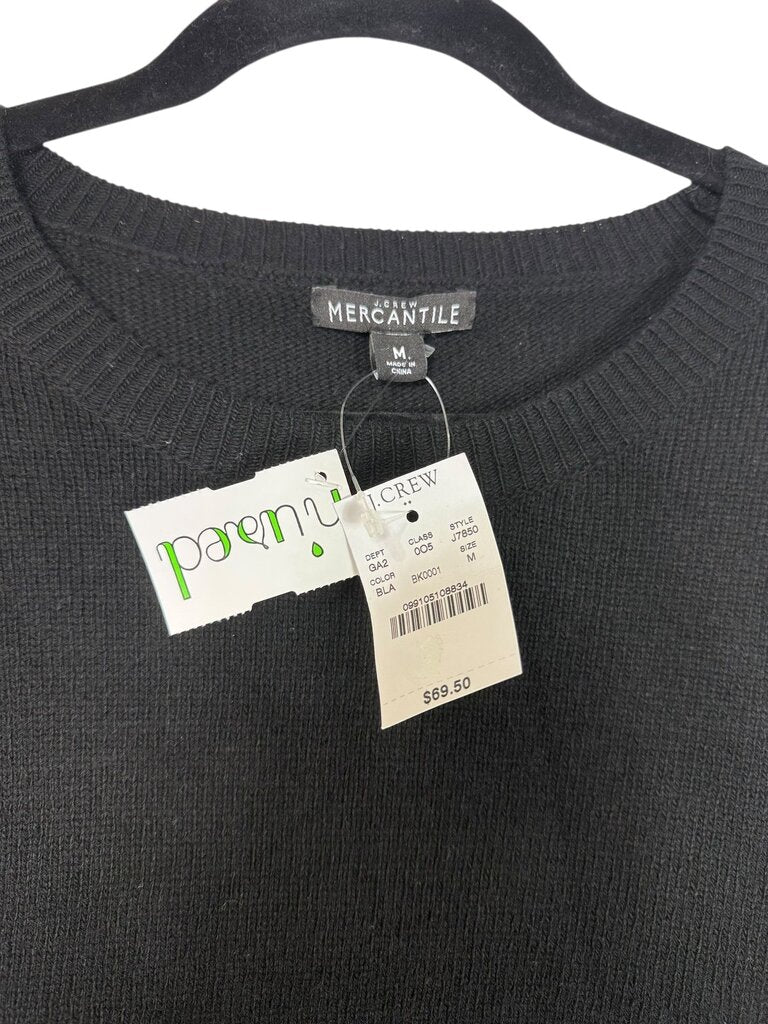 J.CREW
MERCANTILE
M
MADE IN
CHINA
J.CREW
DEPT CLASS STYLE
GA2 005 J7850
COLOR SIZE
BLA BK0001 M
099105108834
$69.50